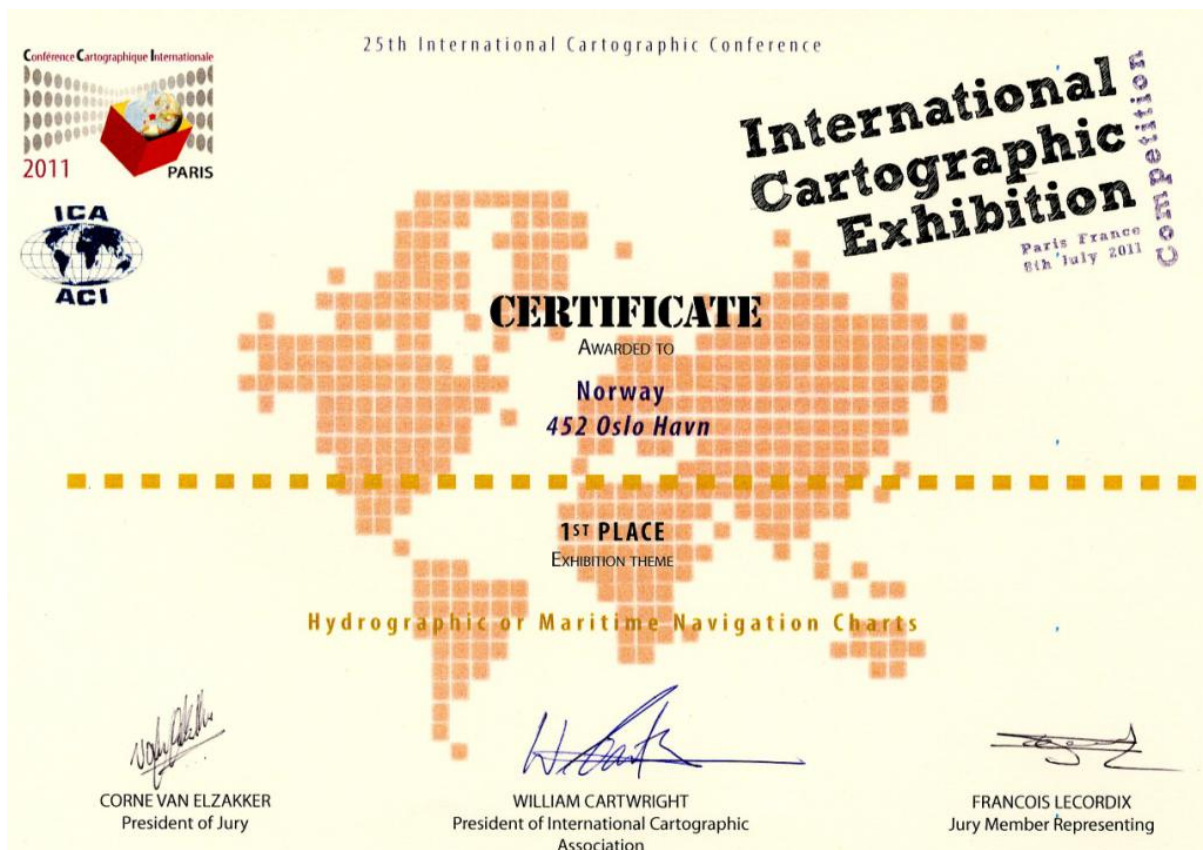 25th International Cartographic Conference
Conférence Cartographique Internationale
2011 PARIS
ICA
ACI
International
Cartographic
Exhibition
Competition
Paris France
8th July 2011
CERTIFICATE
AWARDED TO
Norway
452 Oslo Havn
1ST PLACE
EXHIBITION THEME
Hydrographic or Maritime Navigation Charts
CORNE VAN ELZAKKER
President of Jury
WILLIAM CARTWRIGHT
President of International Cartographic
Association
FRANCOIS LECORDIX
Jury Member Representing